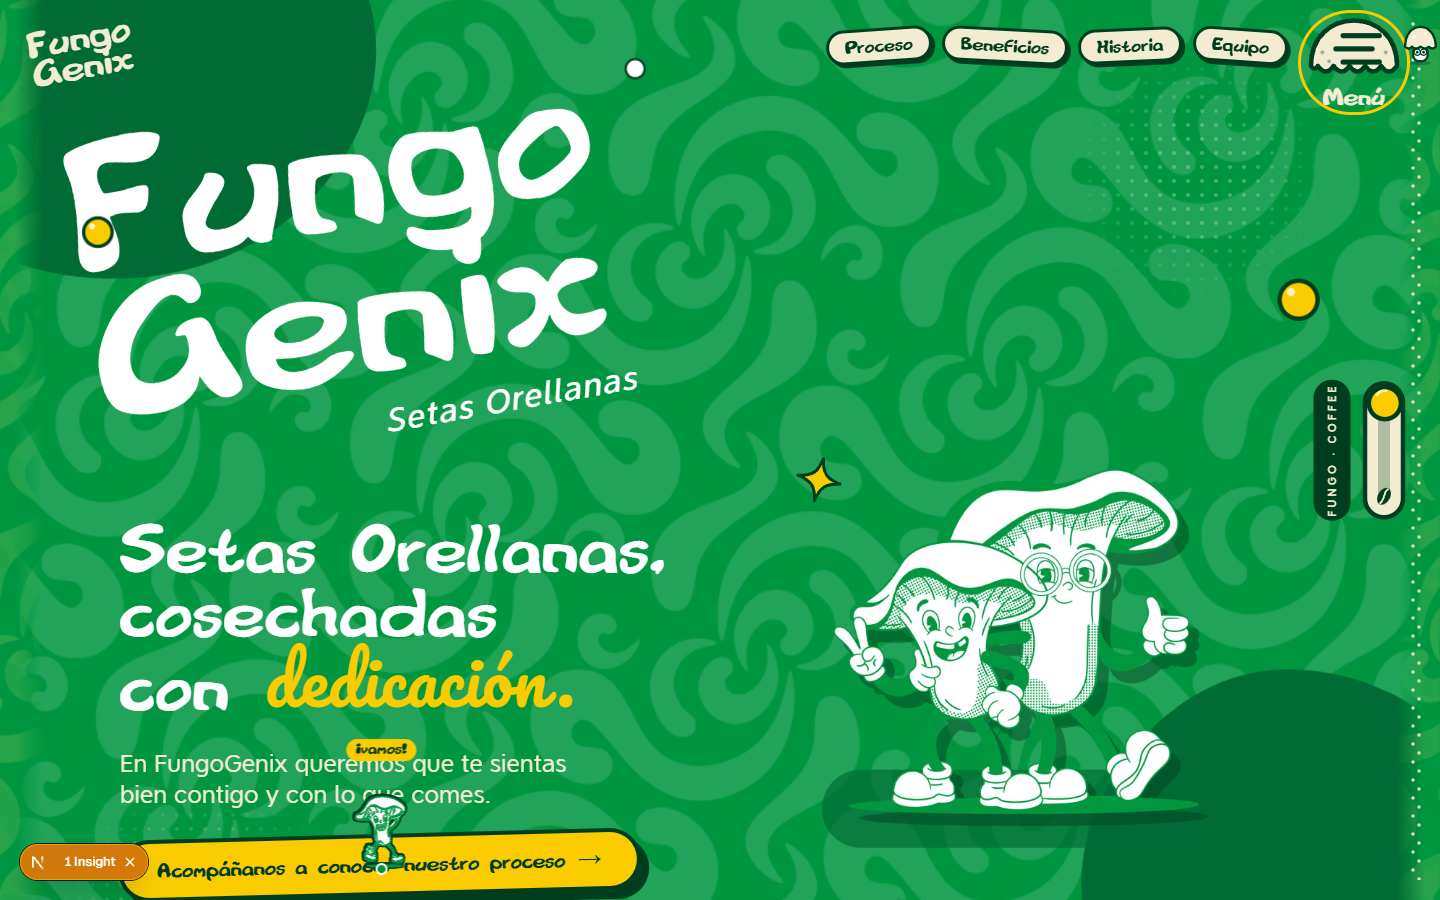 Fungo
Genix
Proceso
Beneficios
Historia
Equipo
Menú
Fungo
Genix
Setas Orellanas
FUNGO · COFFEE
Setas Orellanas,
cosechadas
con dedicación.
¡vamos!
En FungoGenix queremos que te sientas
bien contigo y con lo que comes.
Acompáñanos a conocer nuestro proceso →
N 1 Insight ×